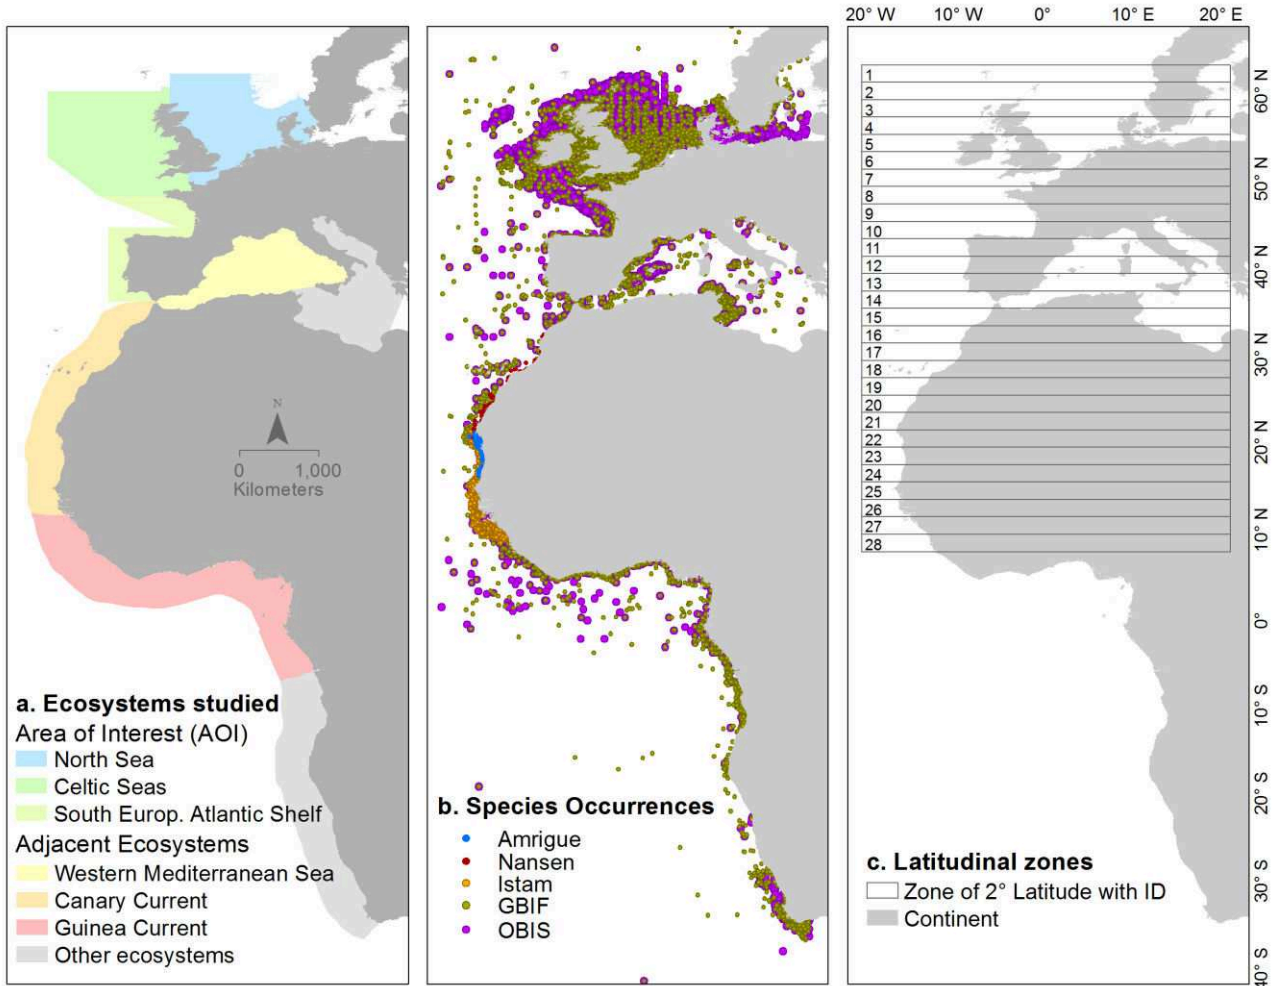 20° W 10° W 0° 10° E 20° E
N
0 1,000
Kilometers
a. Ecosystems studied
Area of Interest (AOI)
North Sea
Celtic Seas
South Europ. Atlantic Shelf
Adjacent Ecosystems
Western Mediterranean Sea
Canary Current
Guinea Current
Other ecosystems
b. Species Occurrences
Amrigue
Nansen
Istam
GBIF
OBIS
1
2
3
4
5
6
7
8
9
10
11
12
13
14
15
16
17
18
19
20
21
22
23
24
25
26
27
28
c. Latitudinal zones
Zone of 2° Latitude with ID
Continent
60° N
50° N
40° N
30° N
20° N
10° N
0°
10° S
20° S
30° S
40° S